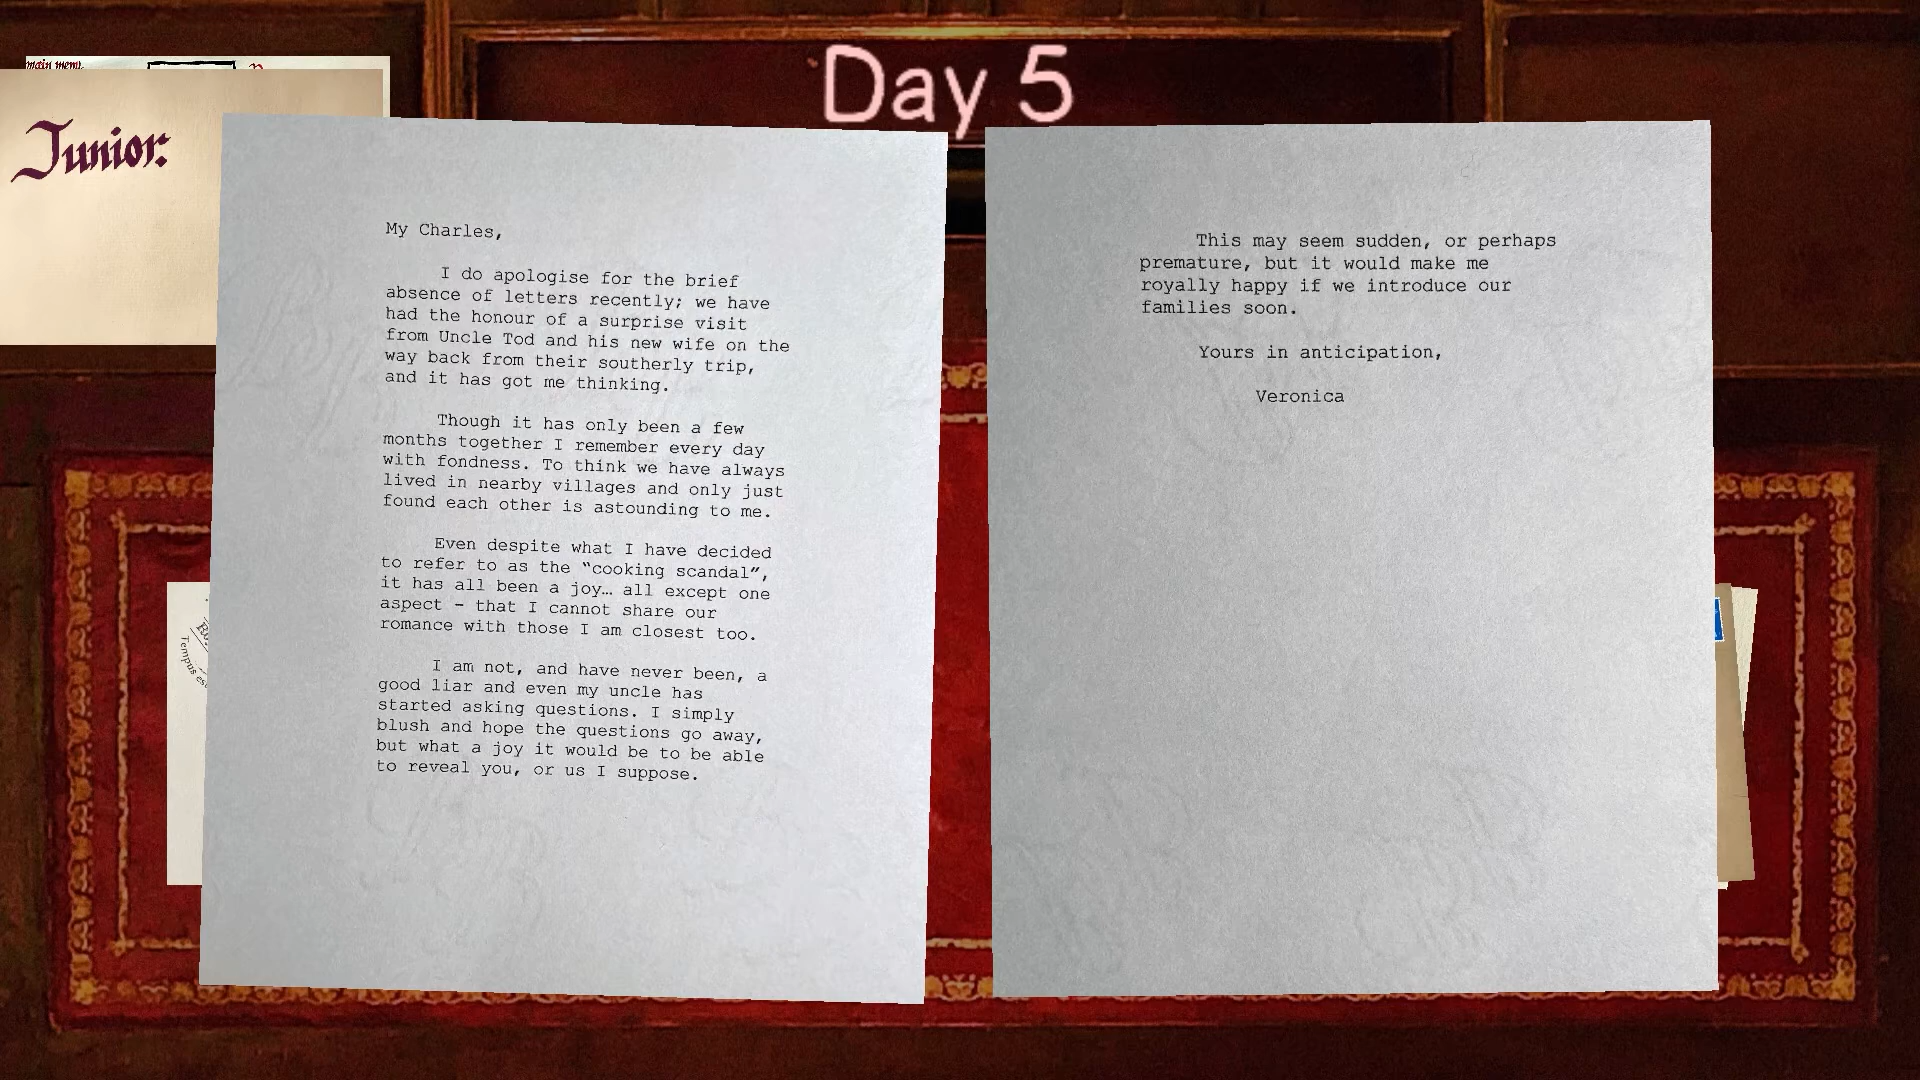 Day 5
main menu
Junior:
My Charles,
I do apologise for the brief
absence of letters recently; we have
had the honour of a surprise visit
from Uncle Tod and his new wife on the
way back from their southerly trip,
and it has got me thinking.
Though it has only been a few
months together I remember every day
with fondness. To think we have always
lived in nearby villages and only just
found each other is astounding to me.
Even despite what I have decided
to refer to as the “cooking scandal”,
it has all been a joy… all except one
aspect – that I cannot share our
romance with those I am closest too.
I am not, and have never been, a
good liar and even my uncle has
started asking questions. I simply
blush and hope the questions go away,
but what a joy it would be to be able
to reveal you, or us I suppose.
This may seem sudden, or perhaps
premature, but it would make me
royally happy if we introduce our
families soon.
Yours in anticipation,
Veronica
Tempus